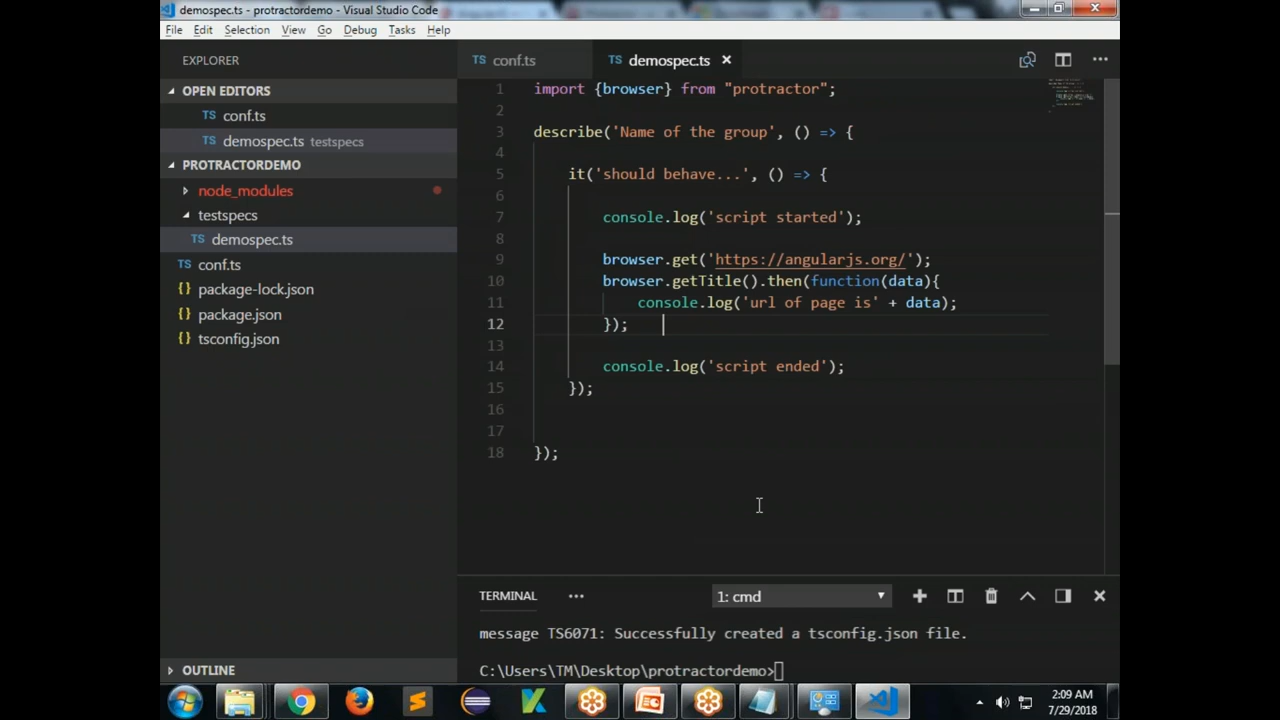 demospec.ts - protractordemo - Visual Studio Code
File Edit Selection View Go Debug Tasks Help
EXPLORER
OPEN EDITORS
TS conf.ts
TS demospec.ts testspecs
PROTRACTORDEMO
node_modules
testspecs
TS demospec.ts
TS conf.ts
{} package-lock.json
{} package.json
{} tsconfig.json
OUTLINE
TS conf.ts
TS demospec.ts
1 import {browser} from "protractor";
2
3 describe('Name of the group', () => {
4
5 it('should behave...', () => {
6
7 console.log('script started');
8
9 browser.get('https://angularjs.org/');
10 browser.getTitle().then(function(data){
11 console.log('url of page is' + data);
12 });
13
14 console.log('script ended');
15 });
16
17
18 });
TERMINAL
1: cmd
message TS6071: Successfully created a tsconfig.json file.
C:\Users\TM\Desktop\protractordemo>
2:09 AM
7/29/2018